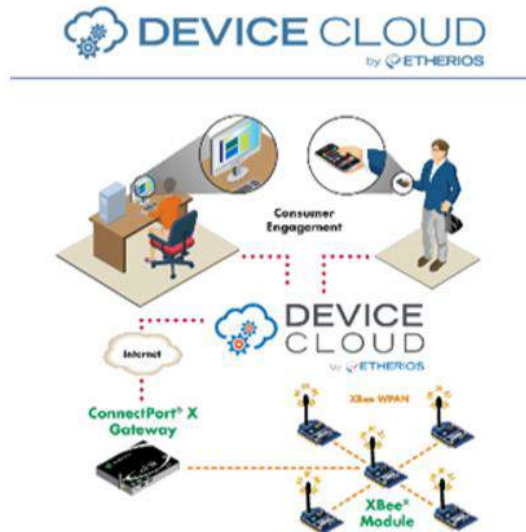 DEVICE CLOUD
by ETHERIOS
Consumer
Engagement
DEVICE
CLOUD
by ETHERIOS
Internet
ConnectPort® X
Gateway
XBee WPAN
XBee®
Module